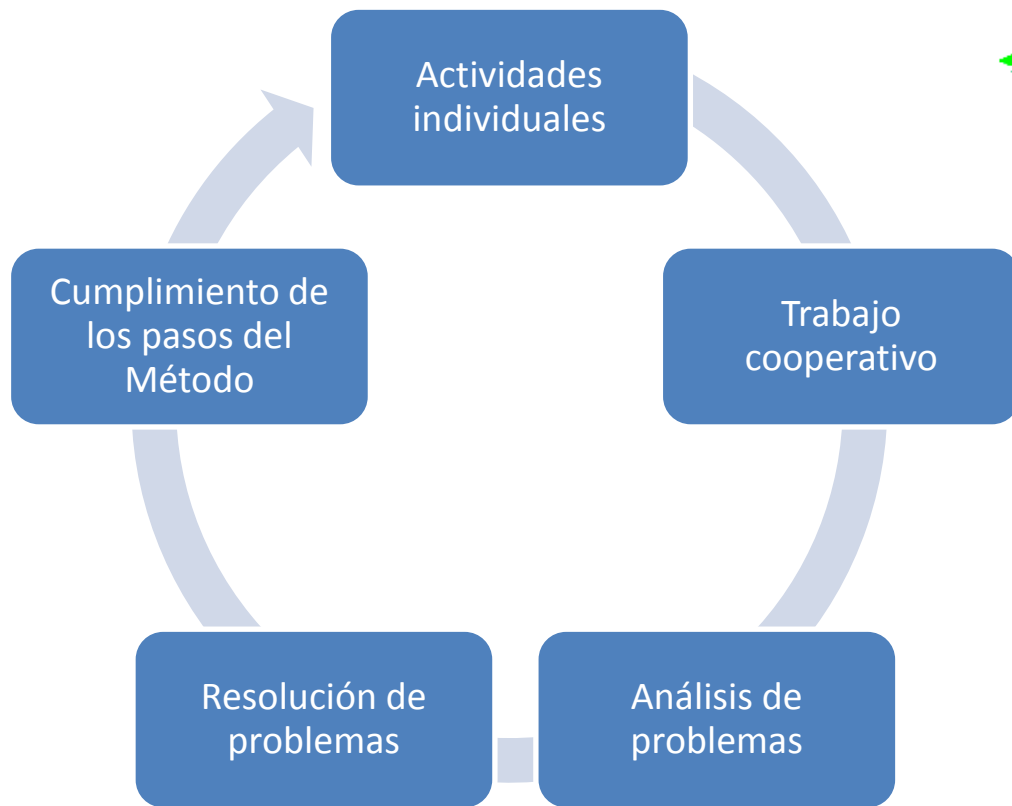 Actividades
individuales
Trabajo
cooperativo
Análisis de
problemas
Resolución de
problemas
Cumplimiento de
los pasos del
Método